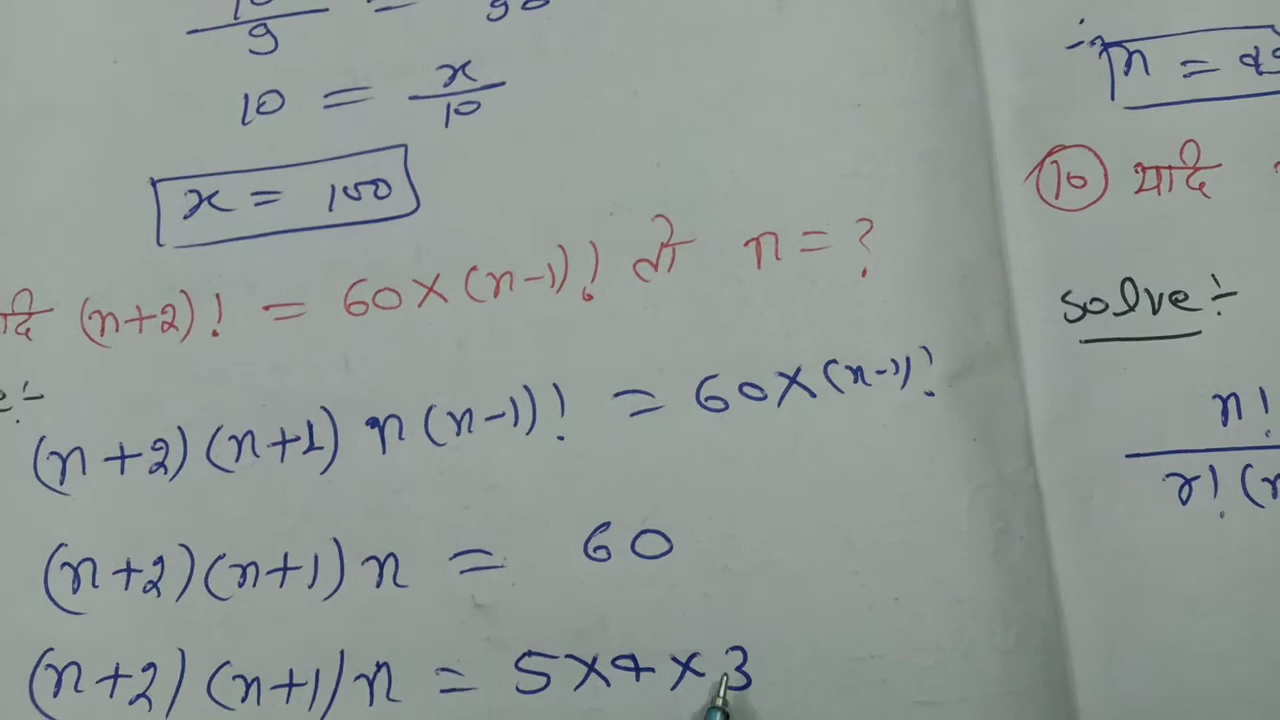 9
10 = x/10
x = 100
(n+2)! = 60×(n-1)! तो n = ?
(n+2)(n+1) n(n-1)! = 60×(n-1)!
(n+2)(n+1)n = 60
(n+2)(n+1)n = 5×4×3
n =
(10) यदि
Solve:-
n!
r!(